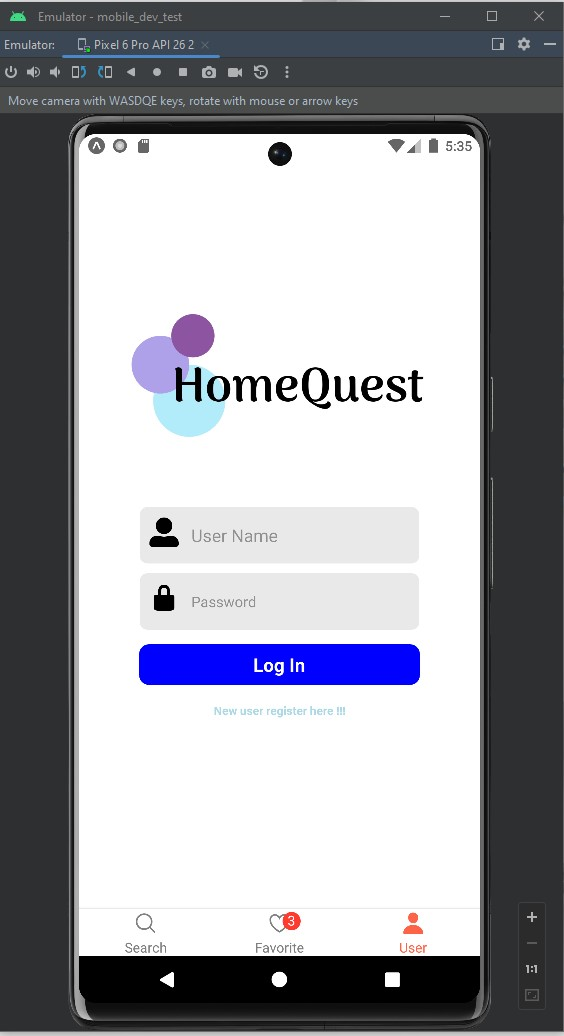 Emulator - mobile_dev_test
Emulator: Pixel 6 Pro API 26 2
Move camera with WASDQE keys, rotate with mouse or arrow keys
5:35
HomeQuest
User Name
Password
Log In
New user register here !!!
3
Search Favorite User
1:1